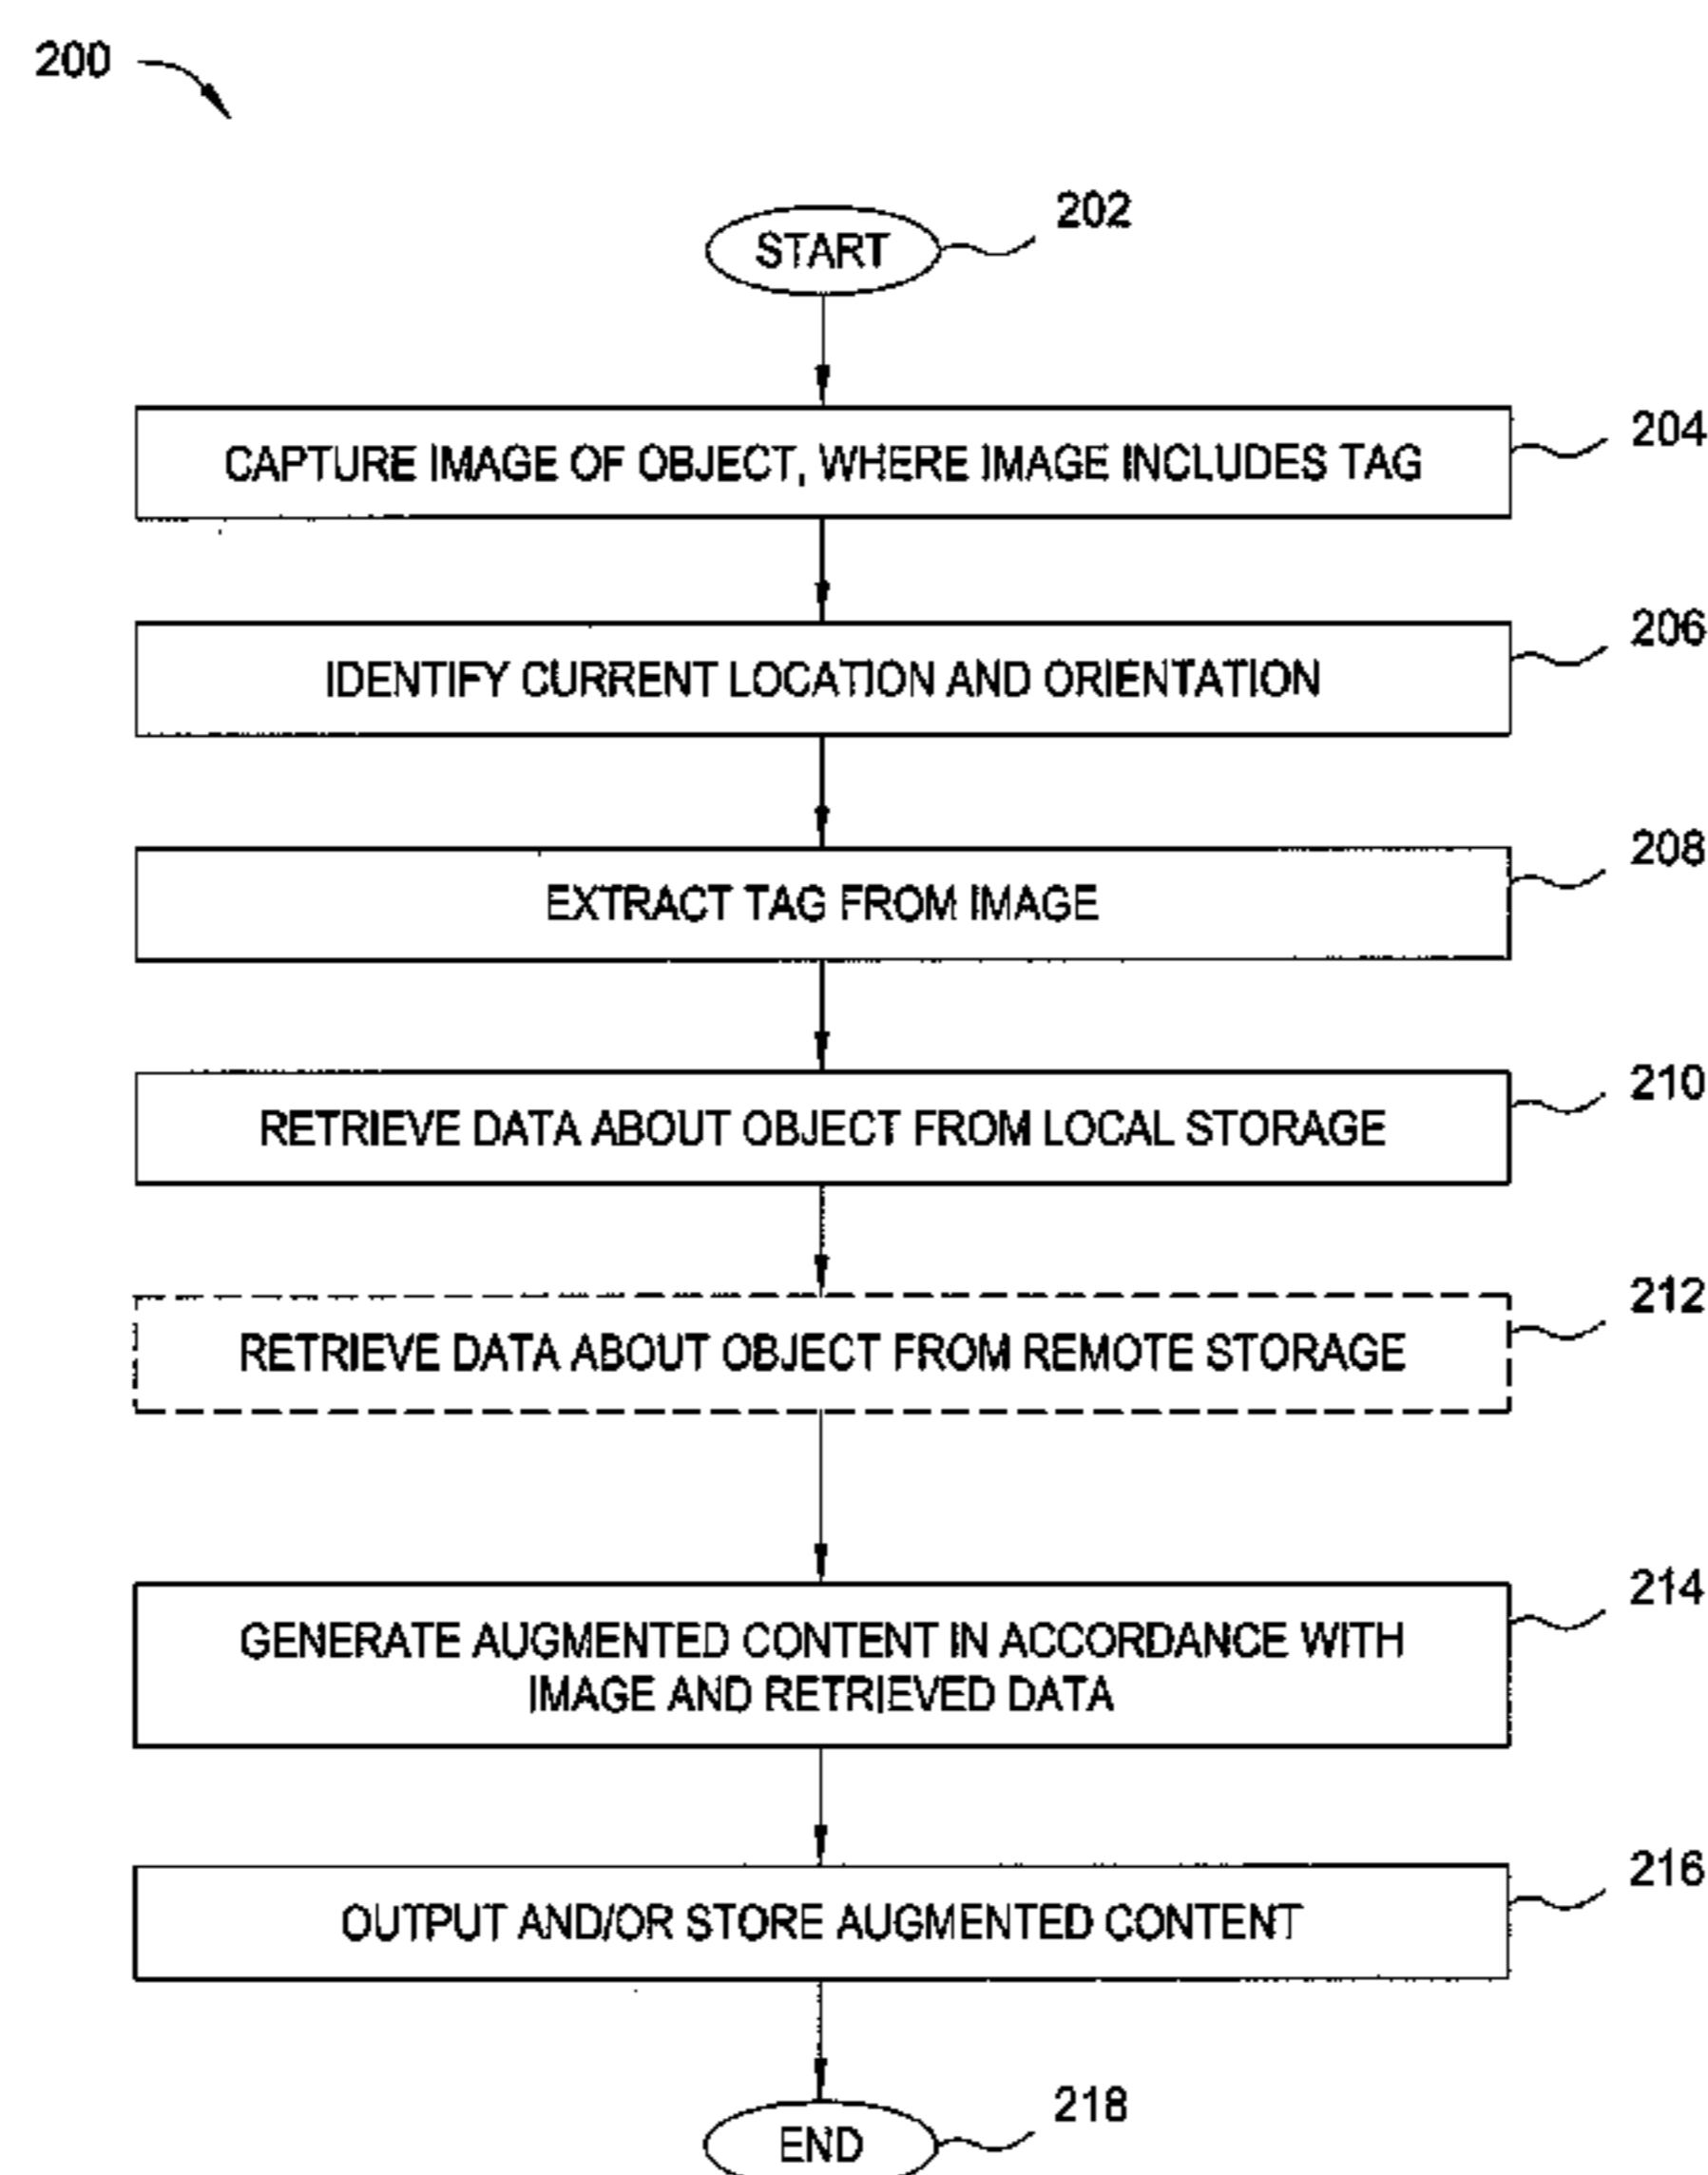 200
START
202
CAPTURE IMAGE OF OBJECT, WHERE IMAGE INCLUDES TAG
204
IDENTIFY CURRENT LOCATION AND ORIENTATION
206
EXTRACT TAG FROM IMAGE
208
RETRIEVE DATA ABOUT OBJECT FROM LOCAL STORAGE
210
RETRIEVE DATA ABOUT OBJECT FROM REMOTE STORAGE
212
GENERATE AUGMENTED CONTENT IN ACCORDANCE WITH
IMAGE AND RETRIEVED DATA
214
OUTPUT AND/OR STORE AUGMENTED CONTENT
216
END
218